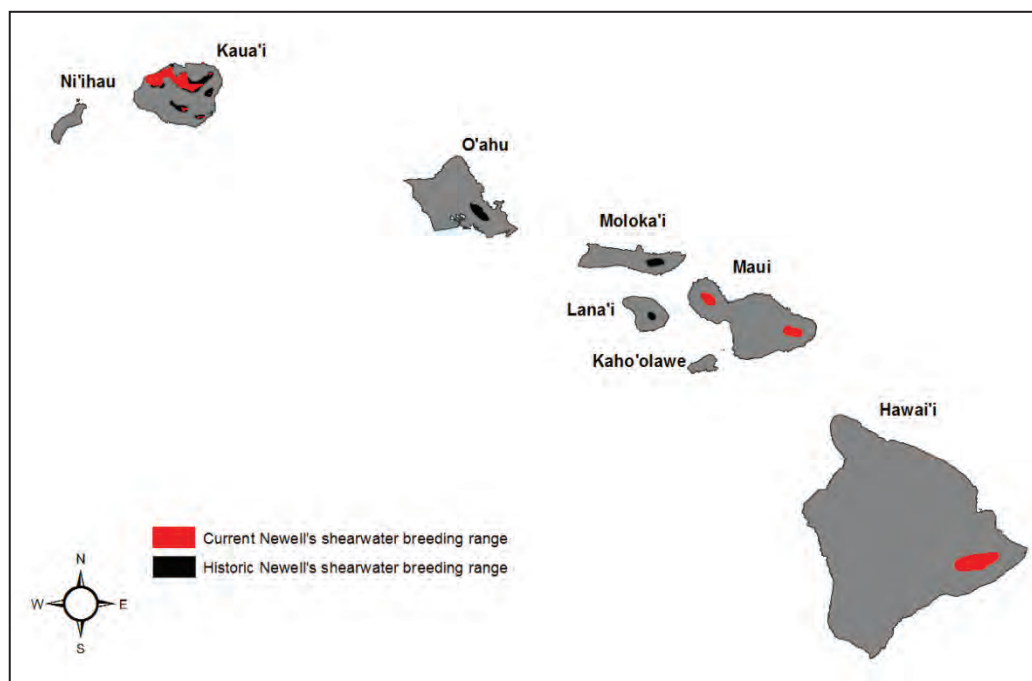 Kaua'i
Ni'ihau
O'ahu
Moloka'i
Maui
Lana'i
Kaho'olawe
Hawai'i
Current Newell's shearwater breeding range
Historic Newell's shearwater breeding range
N
W
E
S